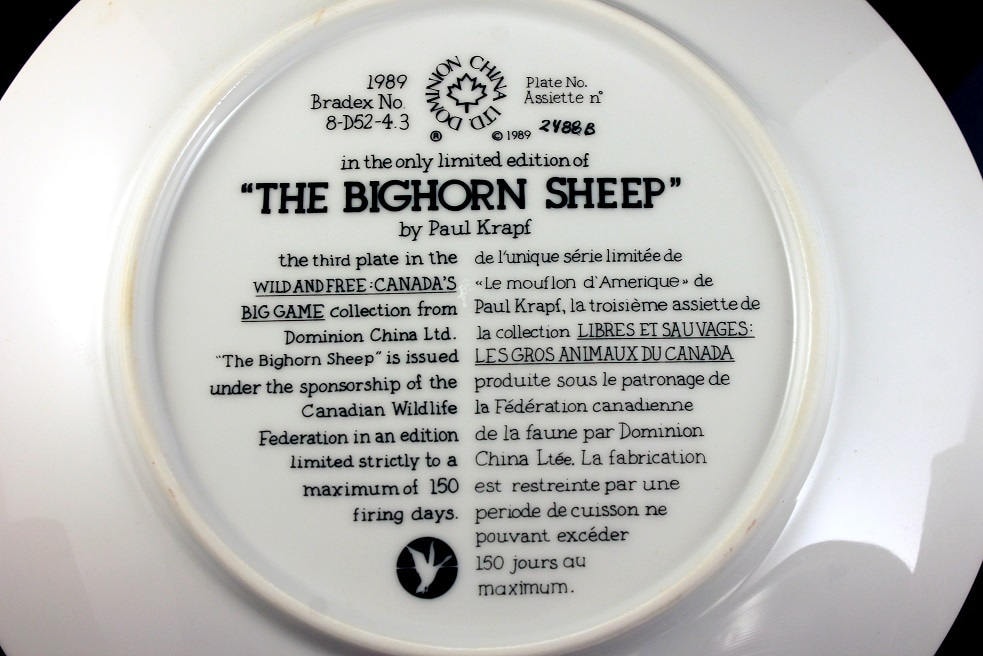 1989
Bradex No.
8-D52-4.3
DOMINION CHINA LTD
®
© 1989
Plate No.
Assiette n°
2488B
in the only limited edition of
"THE BIGHORN SHEEP"
by Paul Krapf
the third plate in the
WILD AND FREE: CANADA'S
BIG GAME collection from
Dominion China Ltd.
"The Bighorn Sheep" is issued
under the sponsorship of the
Canadian Wildlife
Federation in an edition
limited strictly to a
maximum of 150
firing days.
de l'unique série limitée de
«Le mouflon d'Amerique» de
Paul Krapf, la troisième assiette de
la collection LIBRES ET SAUVAGES:
LES GROS ANIMAUX DU CANADA
produite sous le patronage de
la Fédération canadienne
de la faune par Dominion
China Ltée. La fabrication
est restreinte par une
periode de cuisson ne
pouvant excéder
150 jours au
maximum.